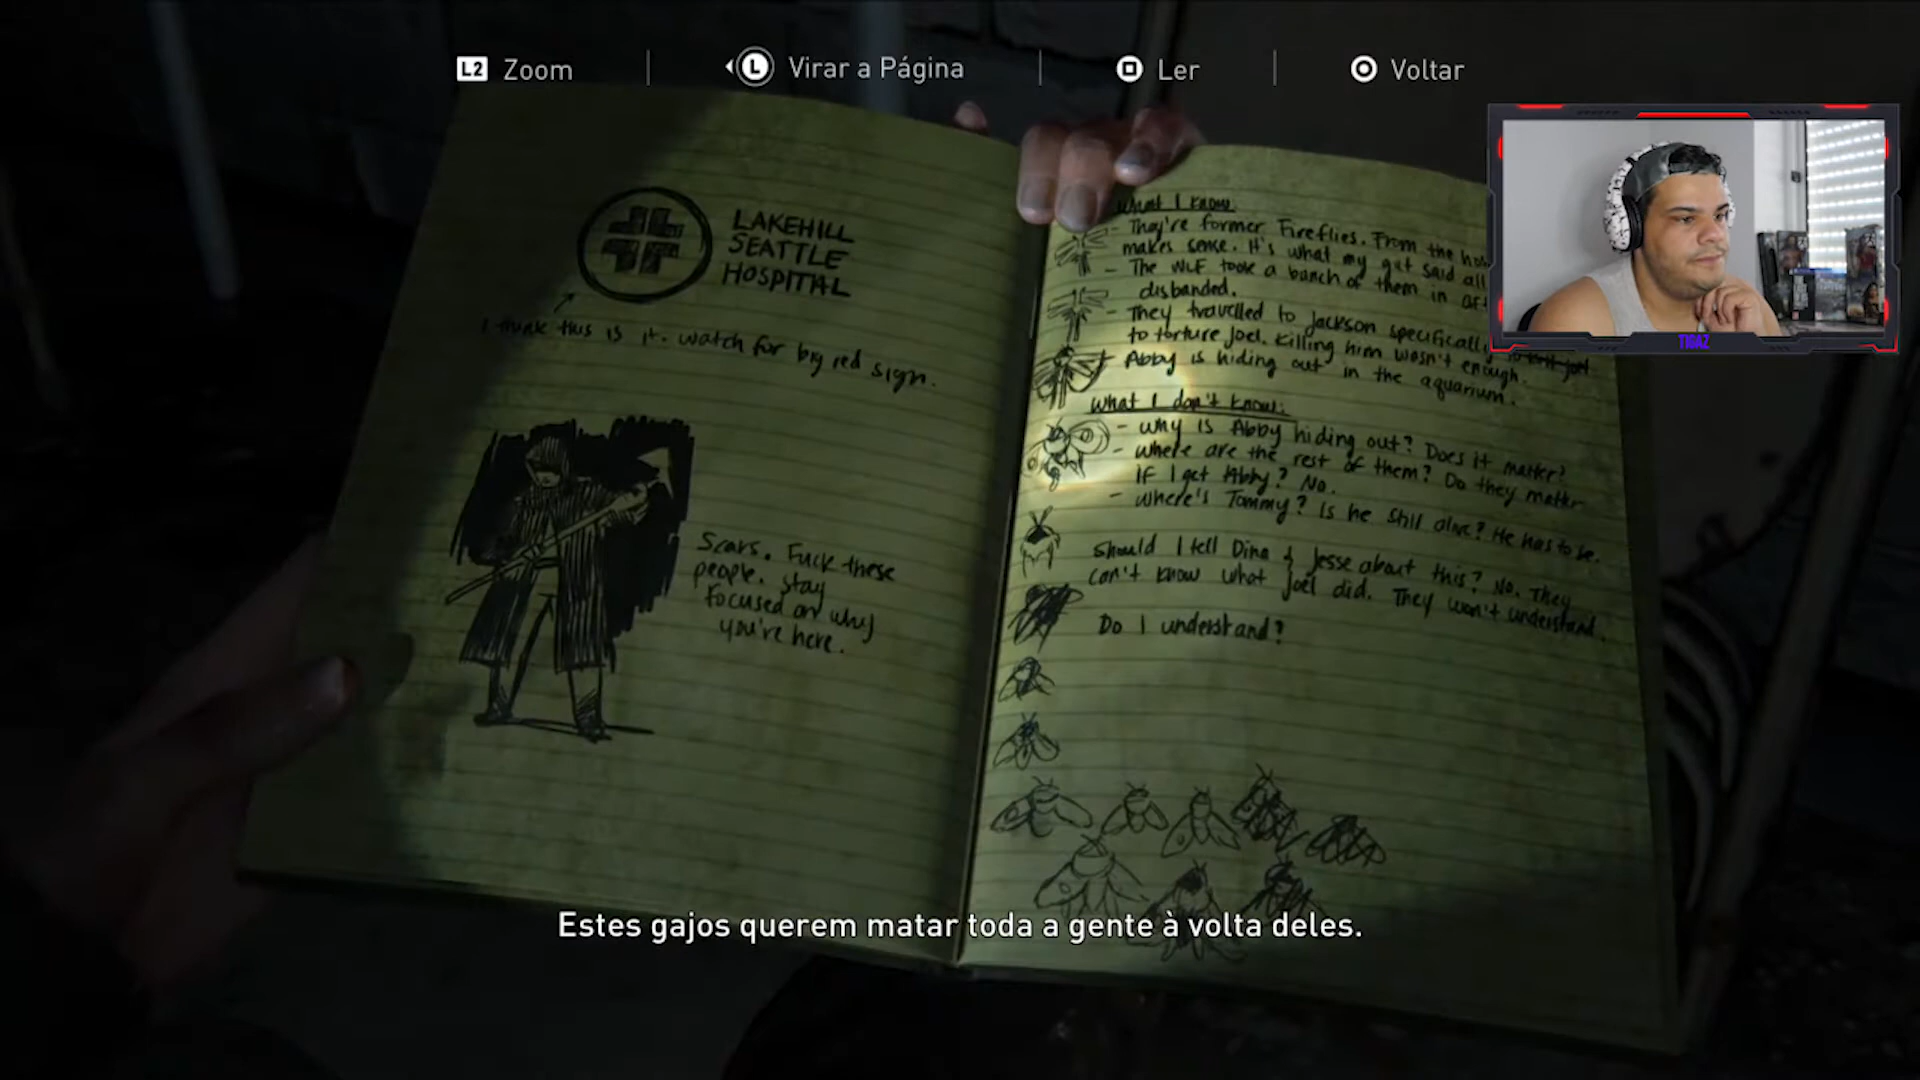 L2 Zoom
L Virar a Página
Ler
Voltar
LAKEHILL
SEATTLE
HOSPITAL
I think this is it. watch for big red sign.
Scars. Fuck these
people. stay
focused on why
you're here.
What I know:
- They're former Fireflies. From the
makes sense. It's what my gut said all
- The WLF took a bunch of them in
disbanded.
- They travelled to Jackson specifically
to torture Joel. Killing him wasn't enough.
- Abby is hiding out in the aquarium.
What I don't know:
- Why is Abby hiding out? Does it matter?
- Where are the rest of them? Do they matter
if I get Abby? No.
- Where's Tommy? Is he still alive? He has to be.
Should I tell Dina & Jesse about this? No. They
can't know what Joel did. They won't understand.
Do I understand?
TIGAZ
Estes gajos querem matar toda a gente à volta deles.